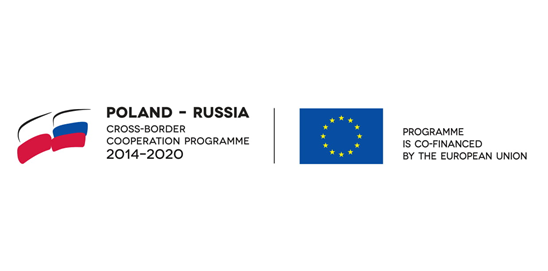 POLAND – RUSSIA
CROSS-BORDER
COOPERATION PROGRAMME
2014–2020
PROGRAMME
IS CO-FINANCED
BY THE EUROPEAN UNION